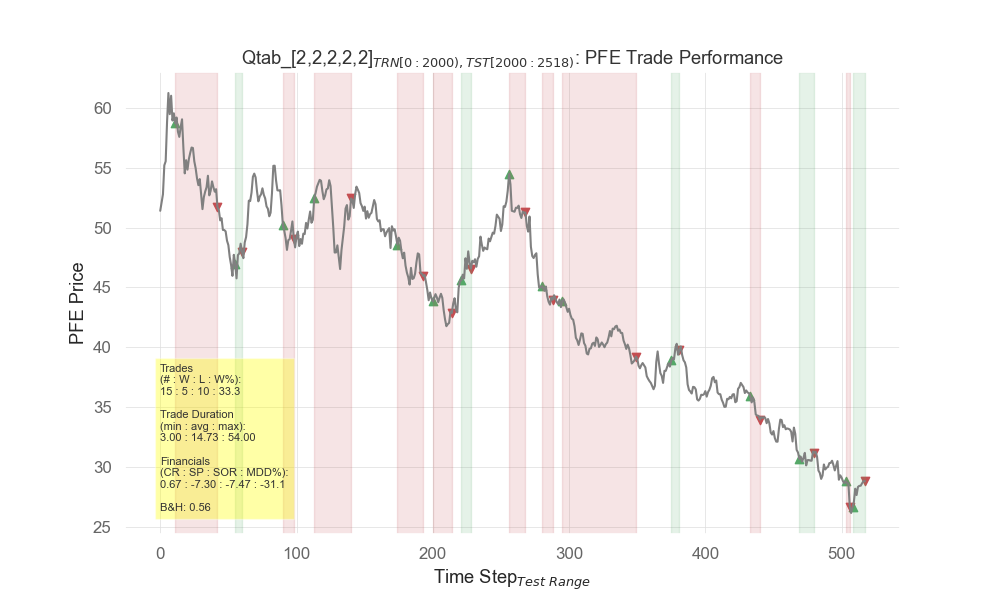 Qtab_[2,2,2,2,2]TRN[0 : 2000), TST[2000 : 2518): PFE Trade Performance
60
55
50
45
40
35
30
25
PFE Price
Trades
(# : W : L : W%):
15 : 5 : 10 : 33.3
Trade Duration
(min : avg : max):
3.00 : 14.73 : 54.00
Financials
(CR : SP : SOR : MDD%):
0.67 : -7.30 : -7.47 : -31.1
B&H: 0.56
0 100 200 300 400 500
Time StepTest Range